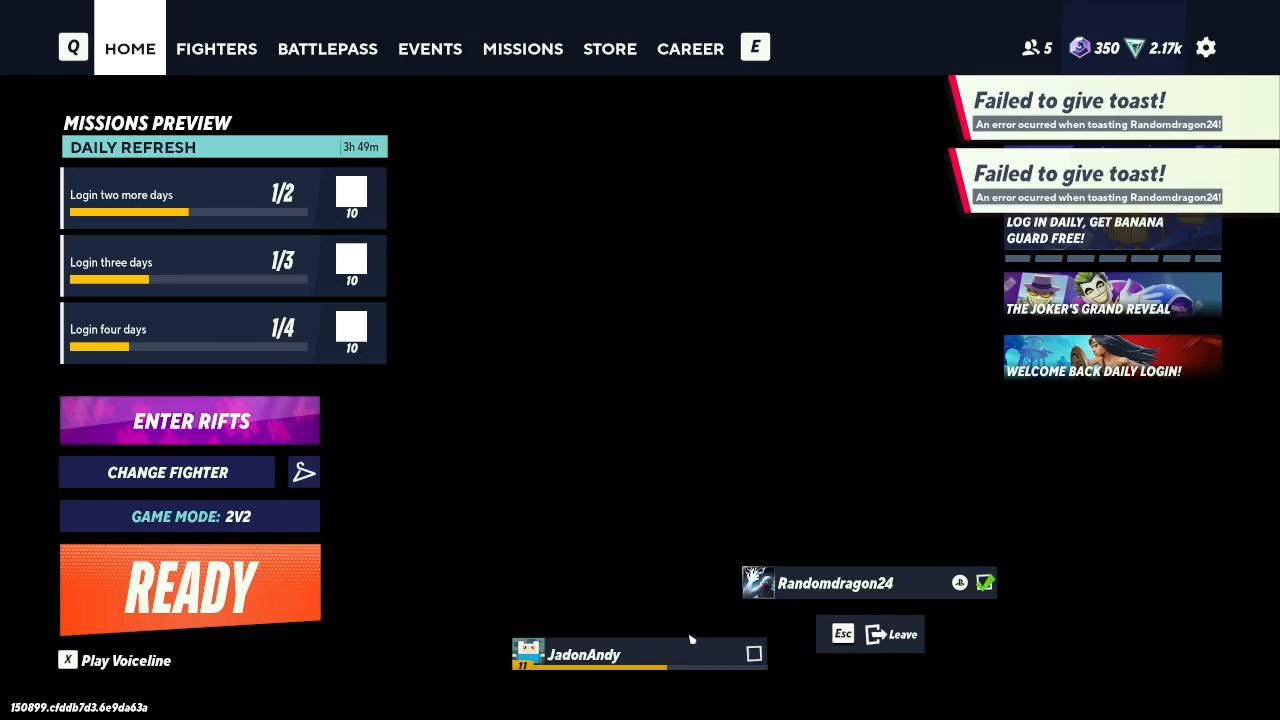 Q HOME FIGHTERS BATTLEPASS EVENTS MISSIONS STORE CAREER E 5 350 2.17k
Failed to give toast!
An error ocurred when toasting Randomdragon24!
Failed to give toast!
An error ocurred when toasting Randomdragon24!
MISSIONS PREVIEW
DAILY REFRESH 3h 49m
Login two more days 1/2
10
Login three days 1/3
10
Login four days 1/4
10
LOG IN DAILY, GET BANANA
GUARD FREE!
THE JOKER'S GRAND REVEAL
WELCOME BACK DAILY LOGIN!
ENTER RIFTS
CHANGE FIGHTER
GAME MODE: 2V2
READY
X Play Voiceline
Randomdragon24
Esc Leave
JadonAndy
11
150899.cfddb7d3.6e9da63a